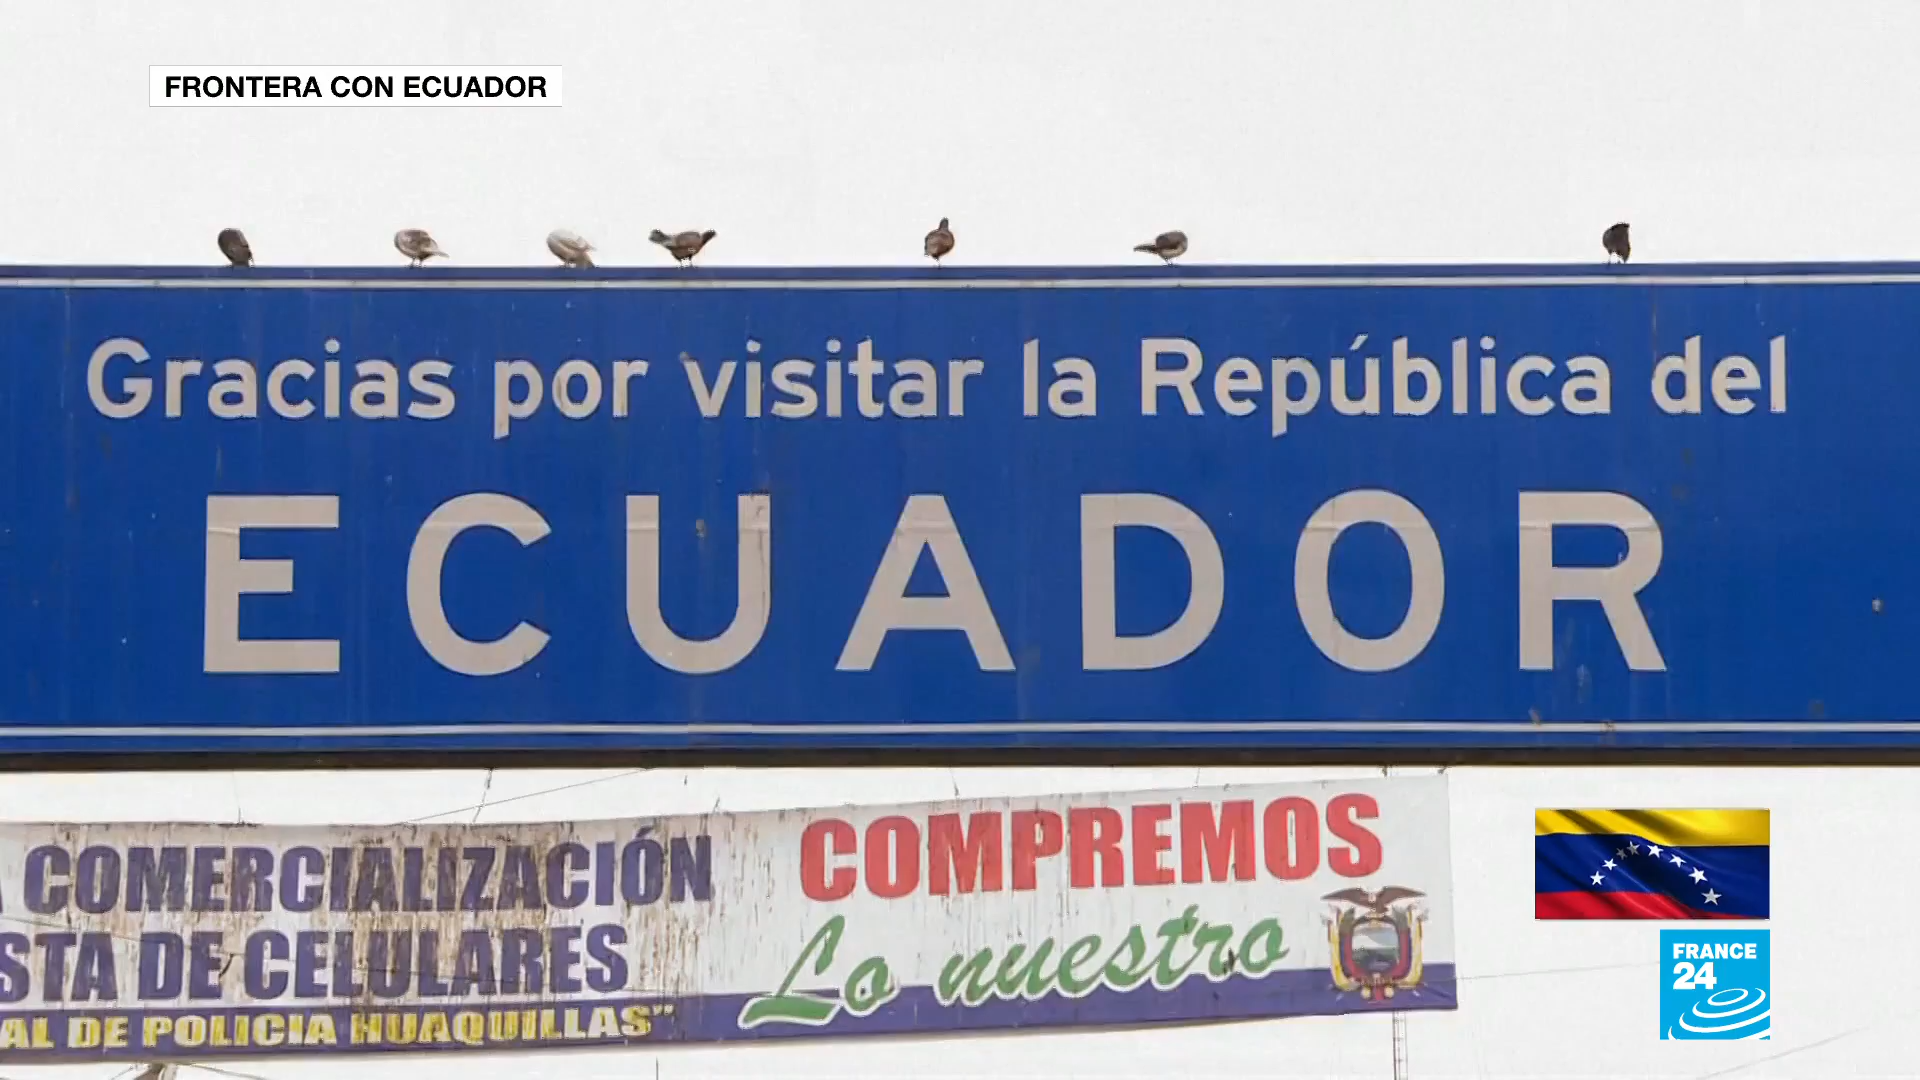 FRONTERA CON ECUADOR
Gracias por visitar la República del
ECUADOR
COMERCIALIZACIÓN
STA DE CELULARES
AL DE POLICIA HUAQUILLAS"
COMPREMOS
Lo nuestro
FRANCE
24